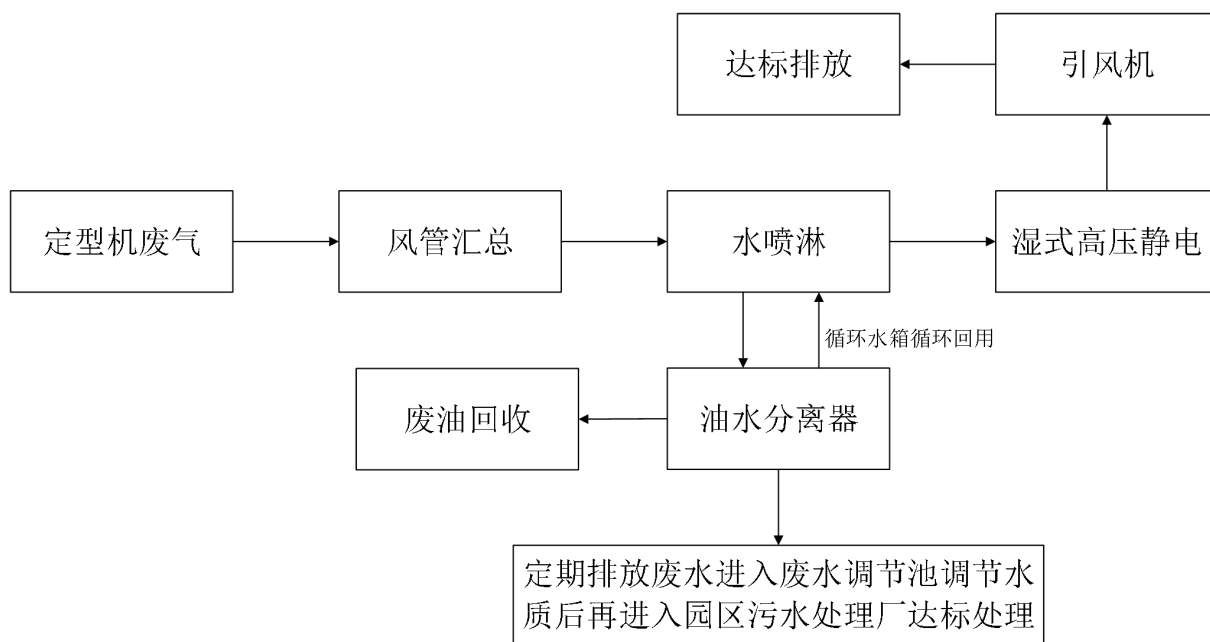 达标排放
引风机
定型机废气
风管汇总
水喷淋
湿式高压静电
循环水箱循环回用
废油回收
油水分离器
定期排放废水进入废水调节池调节水
质后再进入园区污水处理厂达标处理